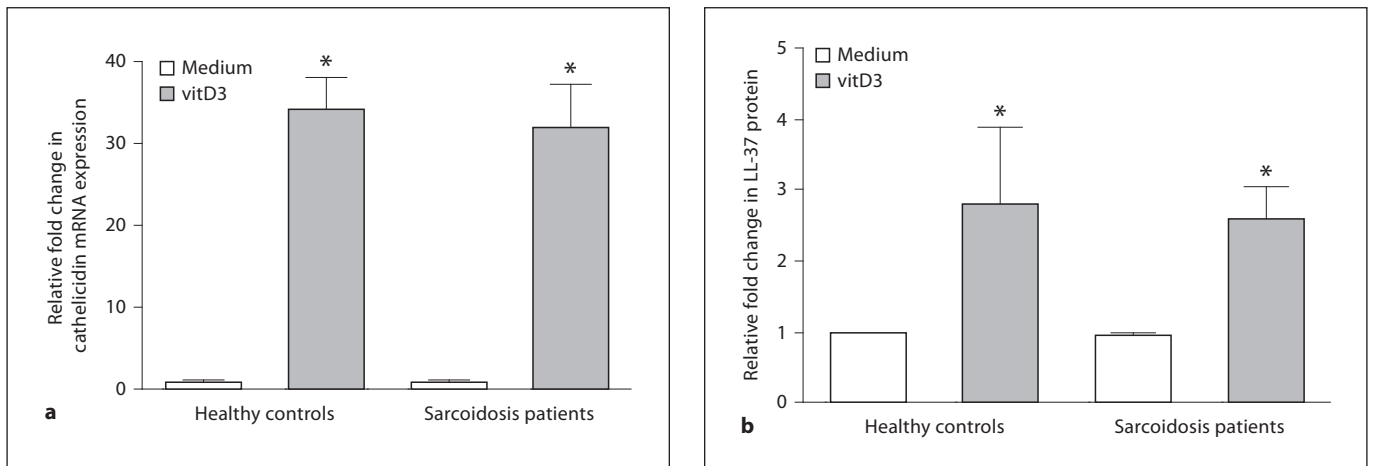 Relative fold change in
cathelicidin mRNA expression
40
30
20
10
0
Medium
vitD3
*
*
Healthy controls
Sarcoidosis patients
a
Relative fold change in LL-37 protein
5
4
3
2
1
0
Medium
vitD3
*
*
Healthy controls
Sarcoidosis patients
b